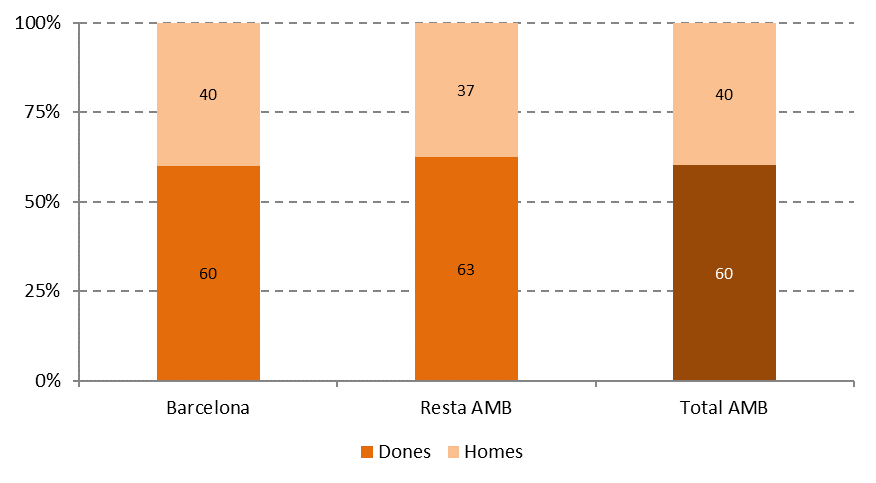 100%
75%
50%
25%
0%
40
37
40
60
63
60
Barcelona
Resta AMB
Total AMB
Dones
Homes